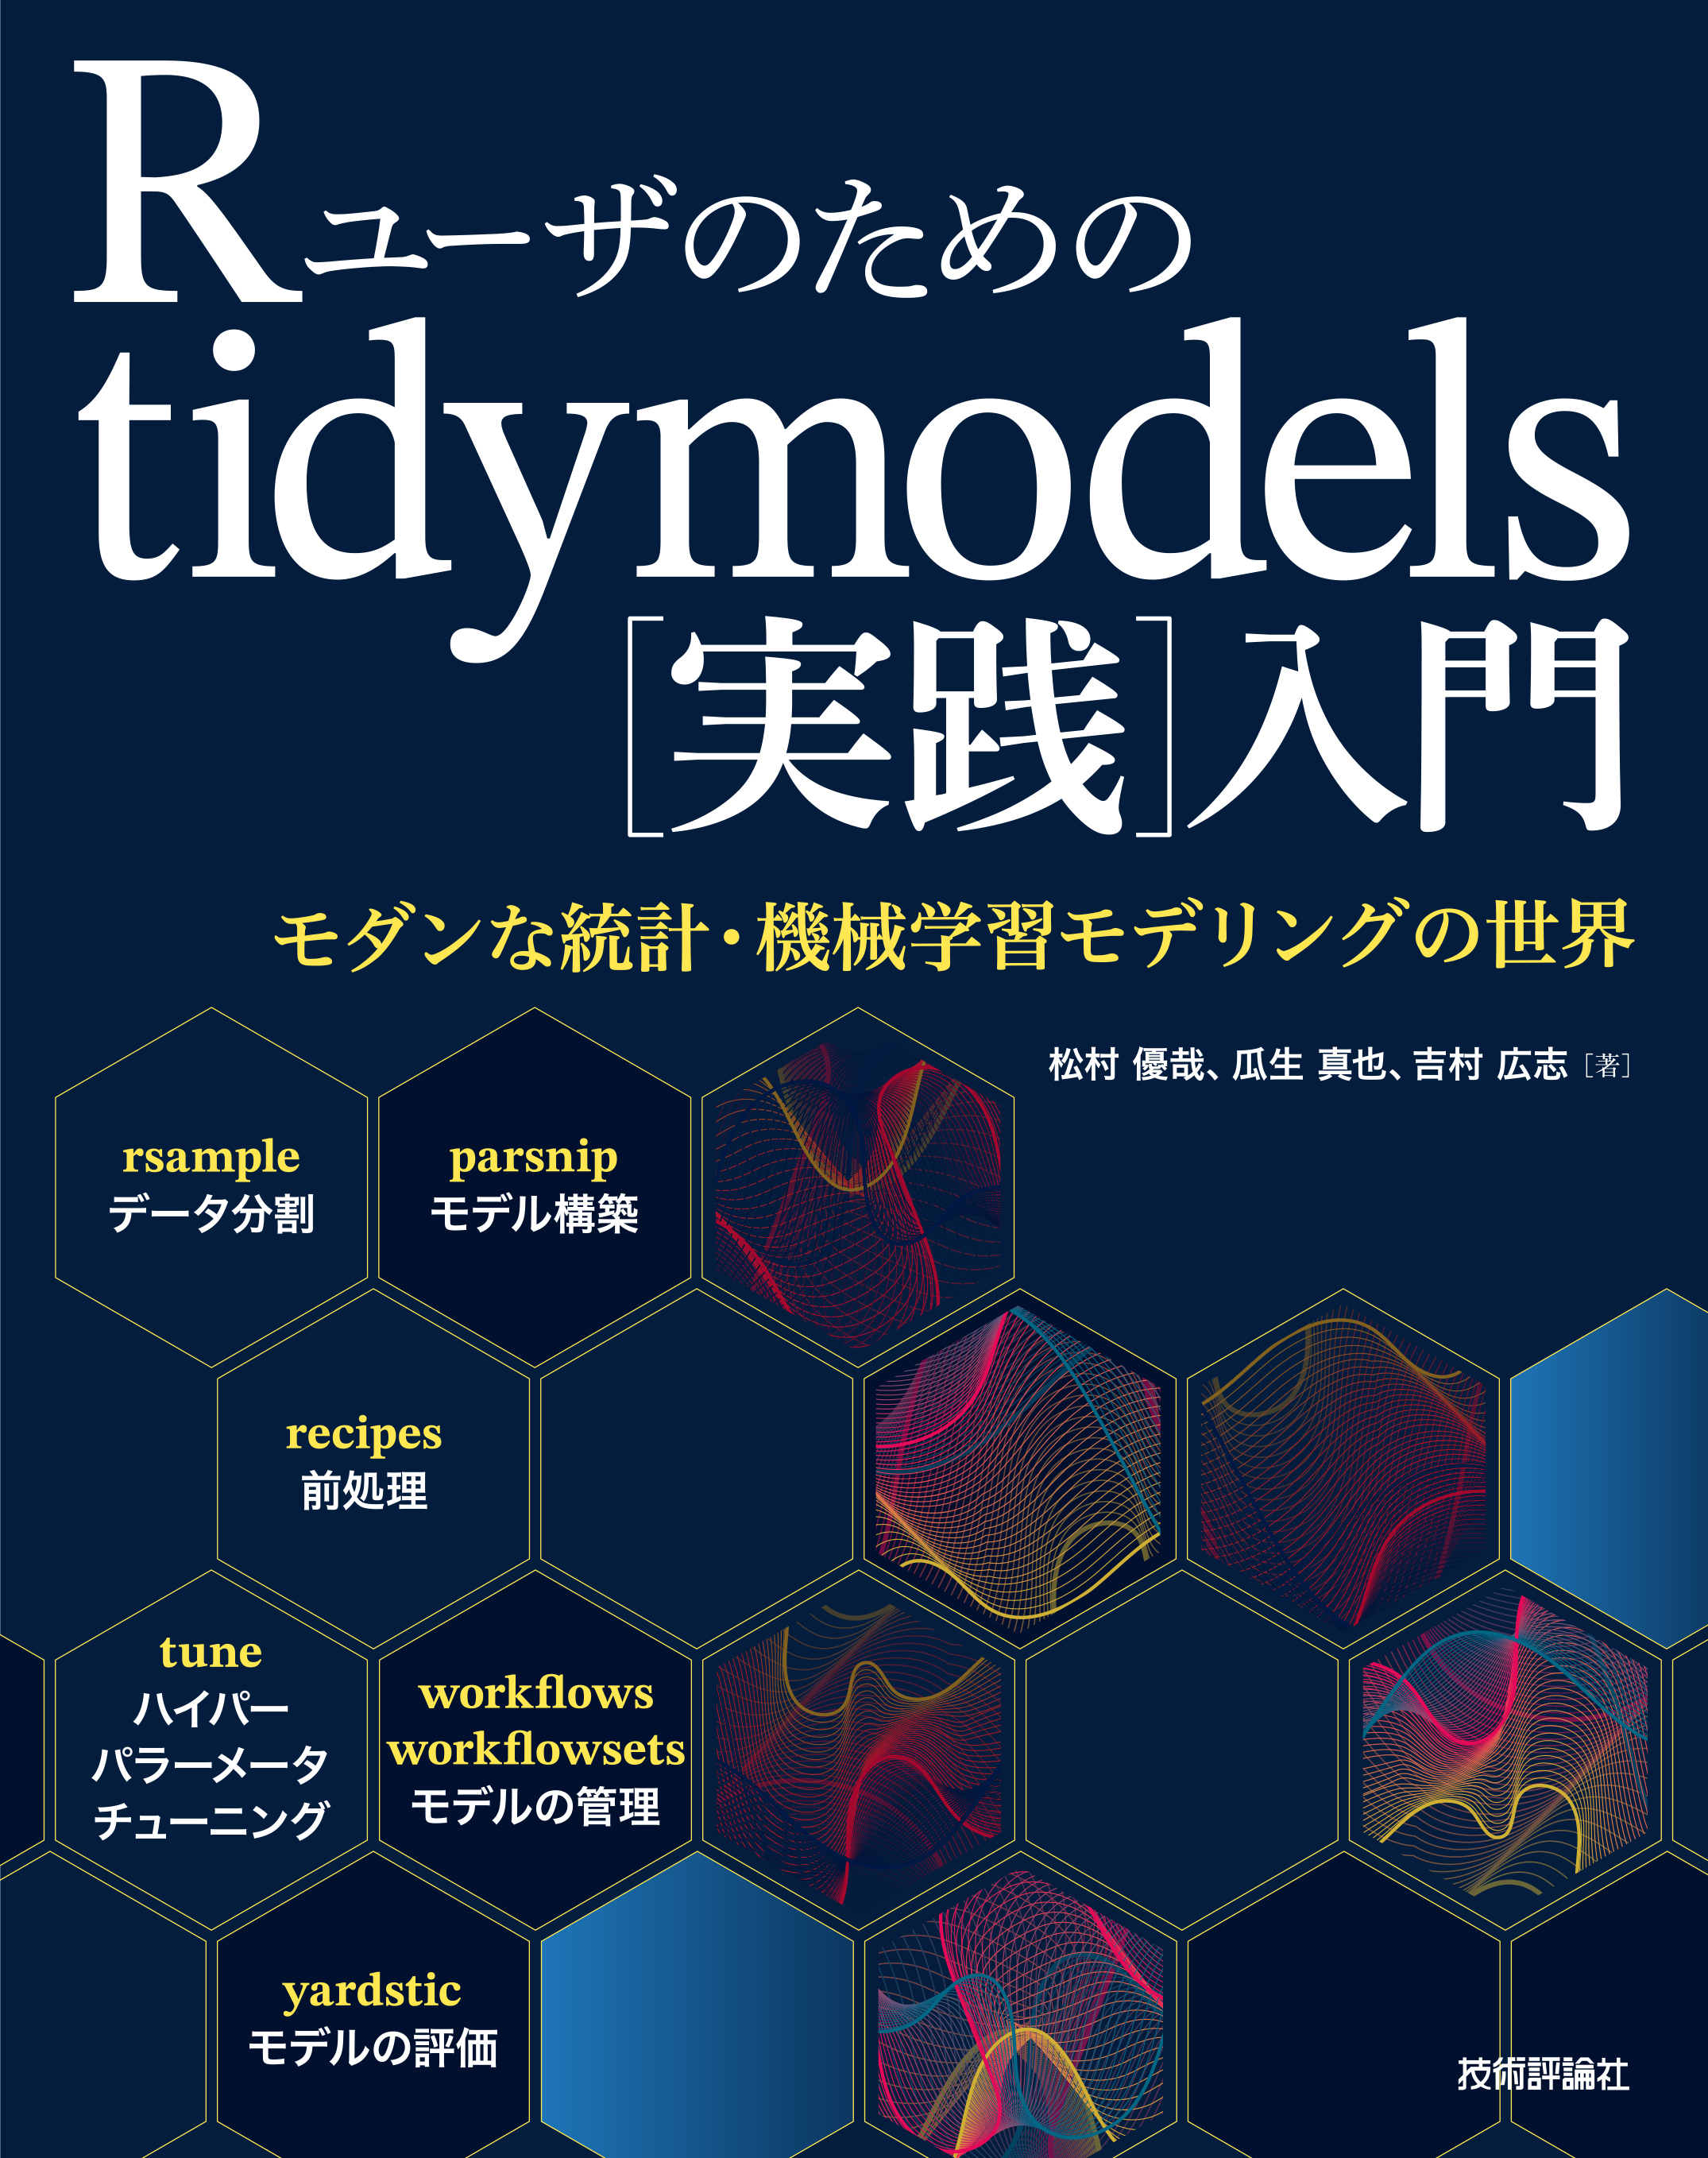 Rユーザのための
tidymodels
[実践]入門
モダンな統計・機械学習モデリングの世界
松村 優哉、瓜生 真也、吉村 広志 [著]
rsample
データ分割
parsnip
モデル構築
recipes
前処理
tune
ハイパー
パラーメータ
チューニング
workflows
workflowsets
モデルの管理
yardstic
モデルの評価
技術評論社